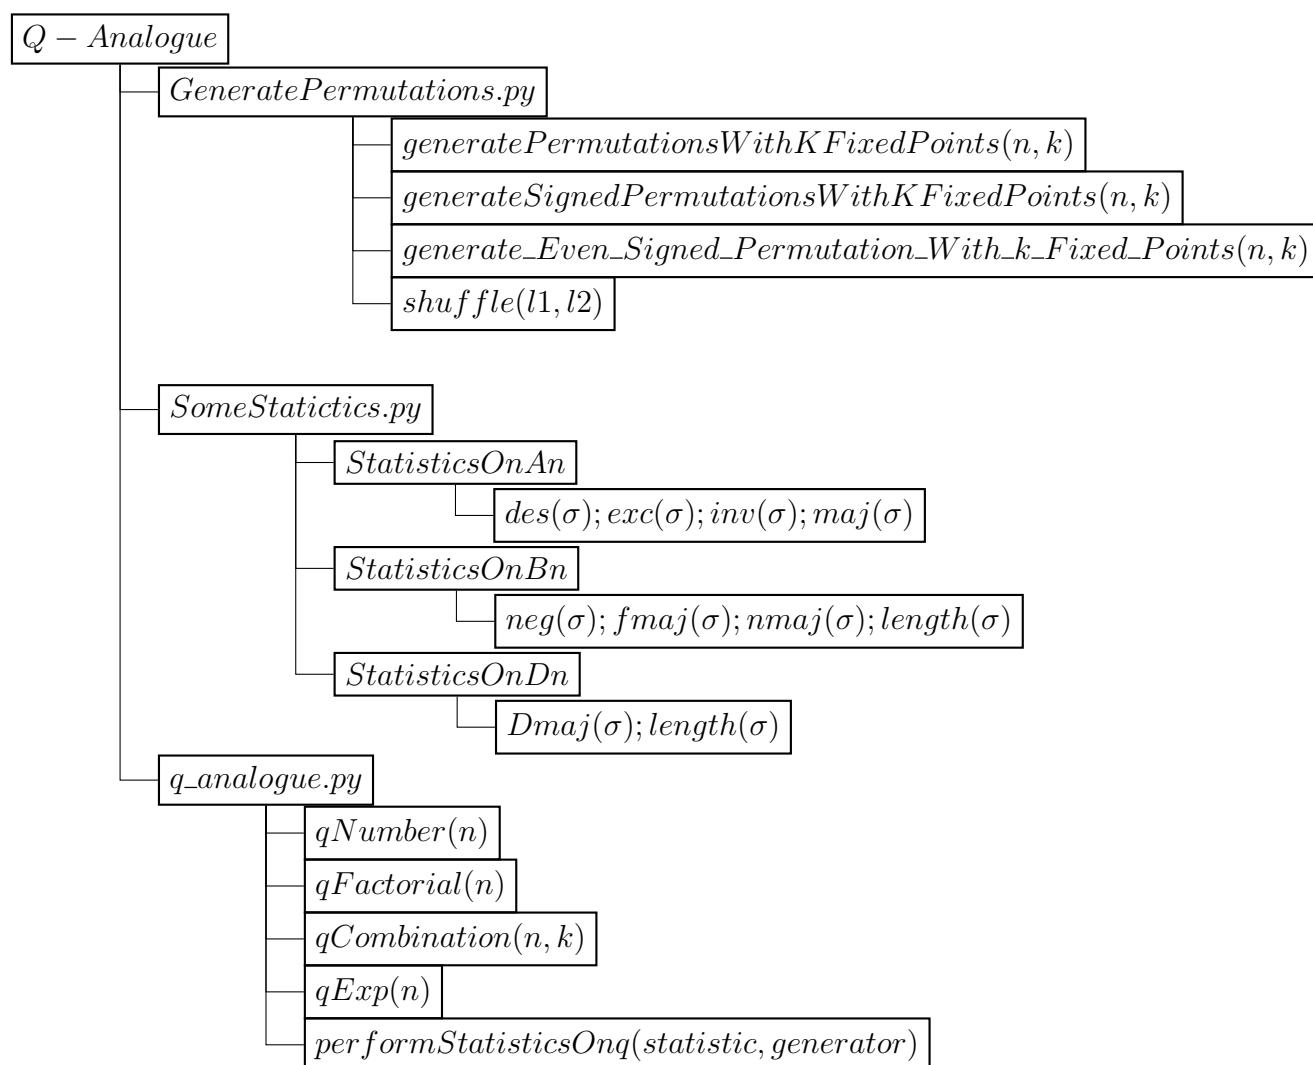 Q − Analogue
GeneratePermutations.py
generatePermutationsWithKFixedPoints(n, k)
generateSignedPermutationsWithKFixedPoints(n, k)
generate_Even_Signed_Permutation_With_k_Fixed_Points(n, k)
shuffle(l1, l2)
SomeStatictics.py
StatisticsOnAn
des(σ); exc(σ); inv(σ); maj(σ)
StatisticsOnBn
neg(σ); fmaj(σ); nmaj(σ); length(σ)
StatisticsOnDn
Dmaj(σ); length(σ)
q_analogue.py
qNumber(n)
qFactorial(n)
qCombination(n, k)
qExp(n)
performStatisticsOnq(statistic, generator)